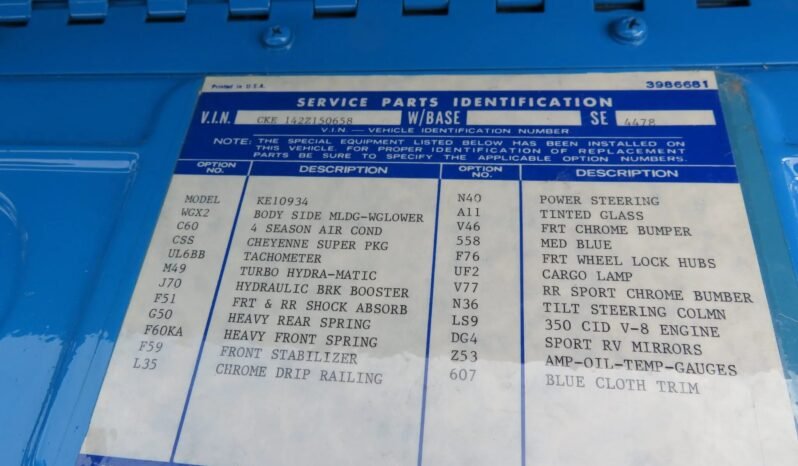 Printed in U.S.A. 3986681
SERVICE PARTS IDENTIFICATION
V.I.N. CKE 142Z150658 W/BASE SE 4478
V.I.N. — VEHICLE IDENTIFICATION NUMBER
NOTE: THE SPECIAL EQUIPMENT LISTED BELOW HAS BEEN INSTALLED ON
THIS VEHICLE. FOR PROPER IDENTIFICATION OF REPLACEMENT
PARTS BE SURE TO SPECIFY THE APPLICABLE OPTION NUMBERS.
OPTION NO. DESCRIPTION OPTION NO. DESCRIPTION
MODEL KE10934
WGX2 BODY SIDE MLDG-WGLOWER
C60 4 SEASON AIR COND
CSS CHEYENNE SUPER PKG
UL6BB TACHOMETER
M49 TURBO HYDRA-MATIC
J70 HYDRAULIC BRK BOOSTER
F51 FRT & RR SHOCK ABSORB
G50 HEAVY REAR SPRING
F60KA HEAVY FRONT SPRING
F59 FRONT STABILIZER
L35 CHROME DRIP RAILING
N40 POWER STEERING
A11 TINTED GLASS
V46 FRT CHROME BUMPER
558 MED BLUE
F76 FRT WHEEL LOCK HUBS
UF2 CARGO LAMP
V77 RR SPORT CHROME BUMBER
N36 TILT STEERING COLMN
LS9 350 CID V-8 ENGINE
DG4 SPORT RV MIRRORS
Z53 AMP-OIL-TEMP-GAUGES
607 BLUE CLOTH TRIM